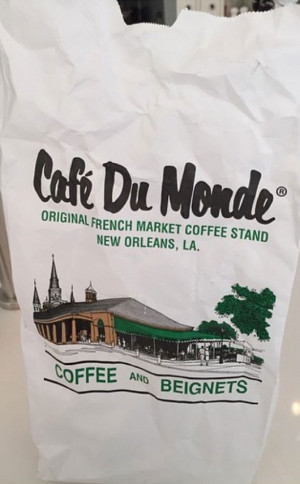 Café Du Monde®
ORIGINAL FRENCH MARKET COFFEE STAND
NEW ORLEANS, LA.
COFFEE AND BEIGNETS